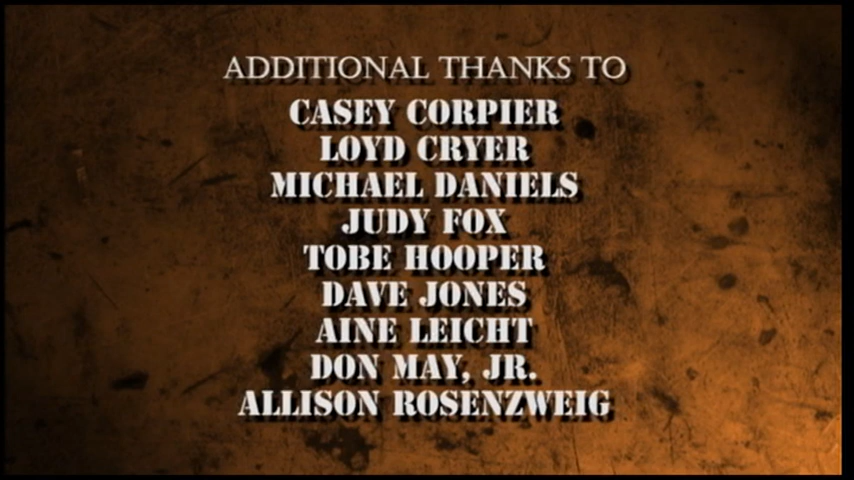 ADDITIONAL THANKS TO
CASEY CORPIER
LOYD CRYER
MICHAEL DANIELS
JUDY FOX
TOBE HOOPER
DAVE JONES
AINE LEICHT
DON MAY, JR.
ALLISON ROSENZWEIG